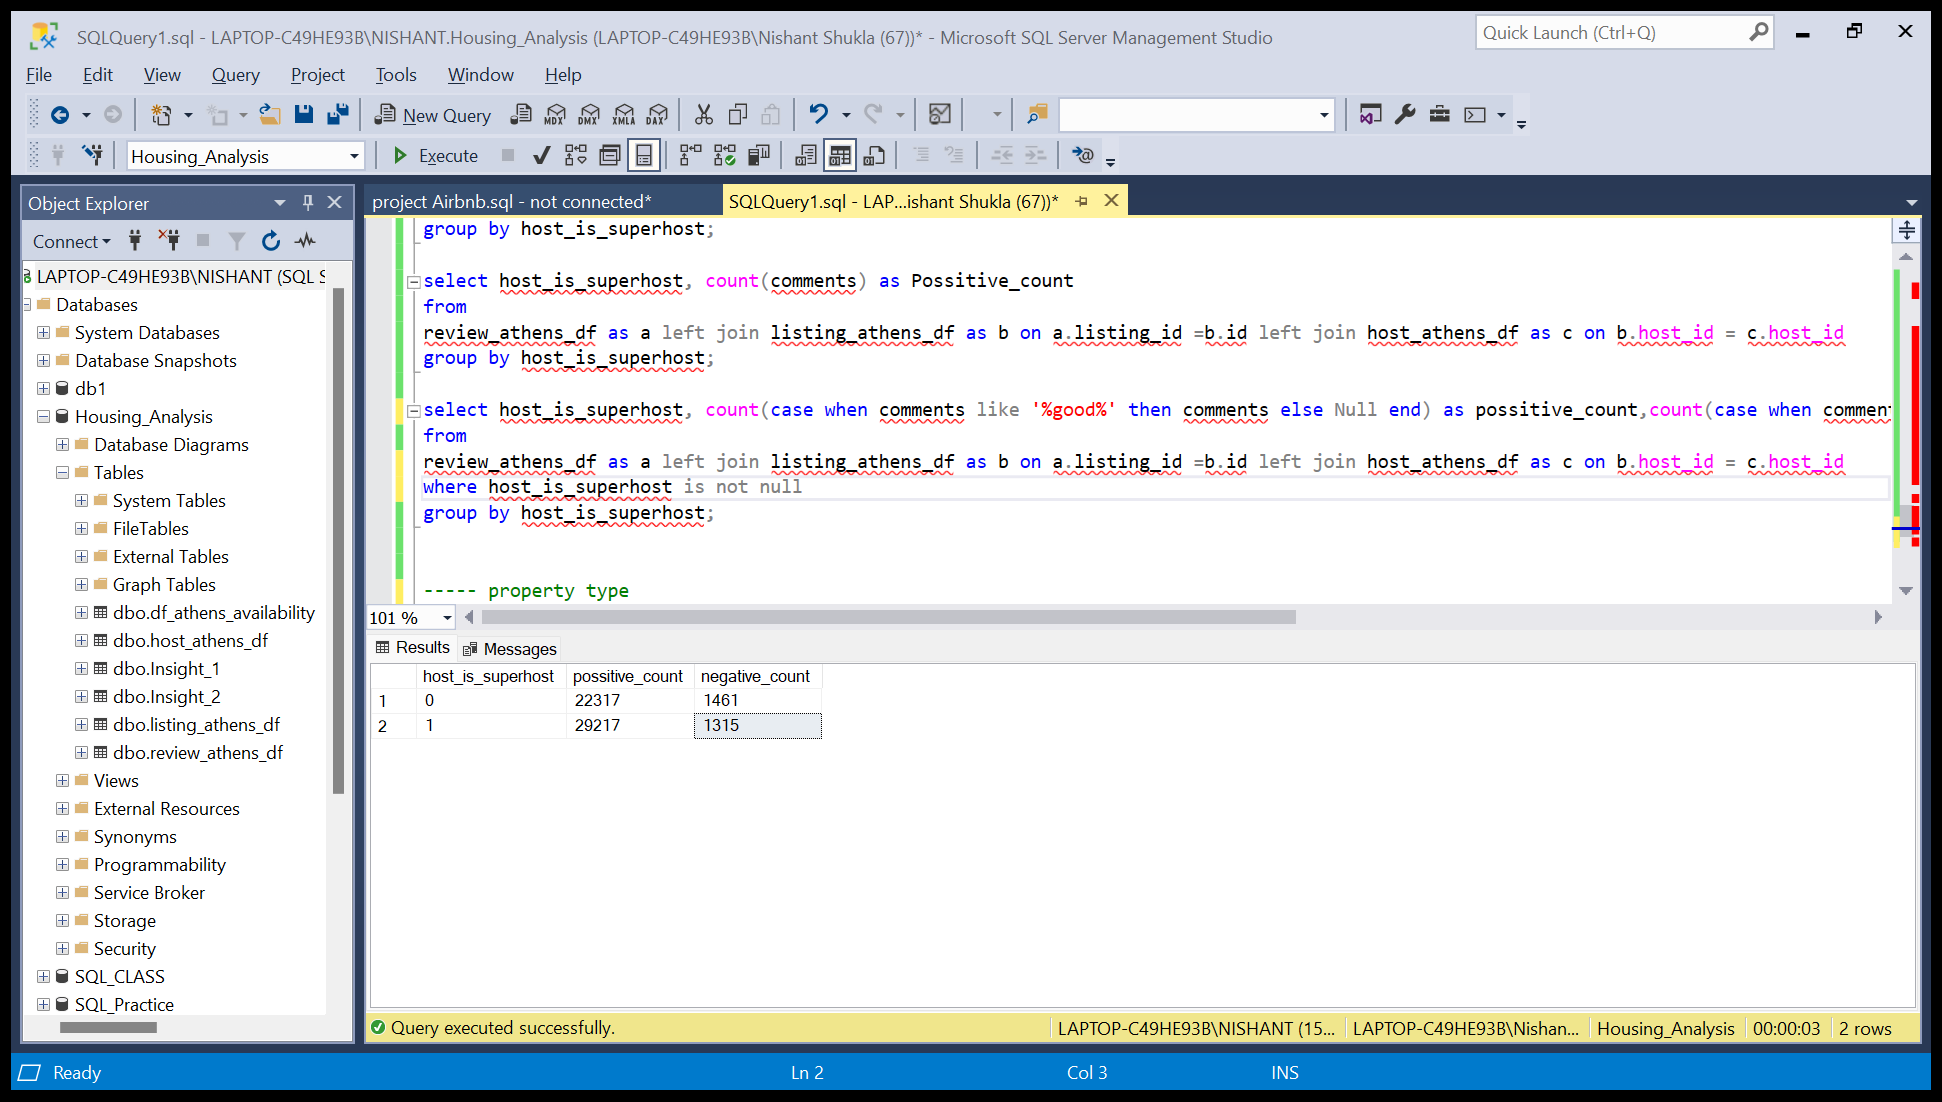 SQLQuery1.sql - LAPTOP-C49HE93B\NISHANT.Housing_Analysis (LAPTOP-C49HE93B\Nishant Shukla (67))* - Microsoft SQL Server Management Studio
Quick Launch (Ctrl+Q)
File Edit View Query Project Tools Window Help
New Query MDX DMX XMLA DAX
Housing_Analysis Execute
Object Explorer
Connect
LAPTOP-C49HE93B\NISHANT (SQL S
Databases
System Databases
Database Snapshots
db1
Housing_Analysis
Database Diagrams
Tables
System Tables
FileTables
External Tables
Graph Tables
dbo.df_athens_availability
dbo.host_athens_df
dbo.Insight_1
dbo.Insight_2
dbo.listing_athens_df
dbo.review_athens_df
Views
External Resources
Synonyms
Programmability
Service Broker
Storage
Security
SQL_CLASS
SQL_Practice
project Airbnb.sql - not connected*
SQLQuery1.sql - LAP...ishant Shukla (67))*
group by host_is_superhost;
select host_is_superhost, count(comments) as Possitive_count
from
review_athens_df as a left join listing_athens_df as b on a.listing_id =b.id left join host_athens_df as c on b.host_id = c.host_id
group by host_is_superhost;
select host_is_superhost, count(case when comments like '%good%' then comments else Null end) as possitive_count,count(case when commen
from
review_athens_df as a left join listing_athens_df as b on a.listing_id =b.id left join host_athens_df as c on b.host_id = c.host_id
where host_is_superhost is not null
group by host_is_superhost;
----- property type
101 %
Results Messages
host_is_superhost possitive_count negative_count
1 0 22317 1461
2 1 29217 1315
Query executed successfully.
LAPTOP-C49HE93B\NISHANT (15... LAPTOP-C49HE93B\Nishan... Housing_Analysis 00:00:03 2 rows
Ready Ln 2 Col 3 INS